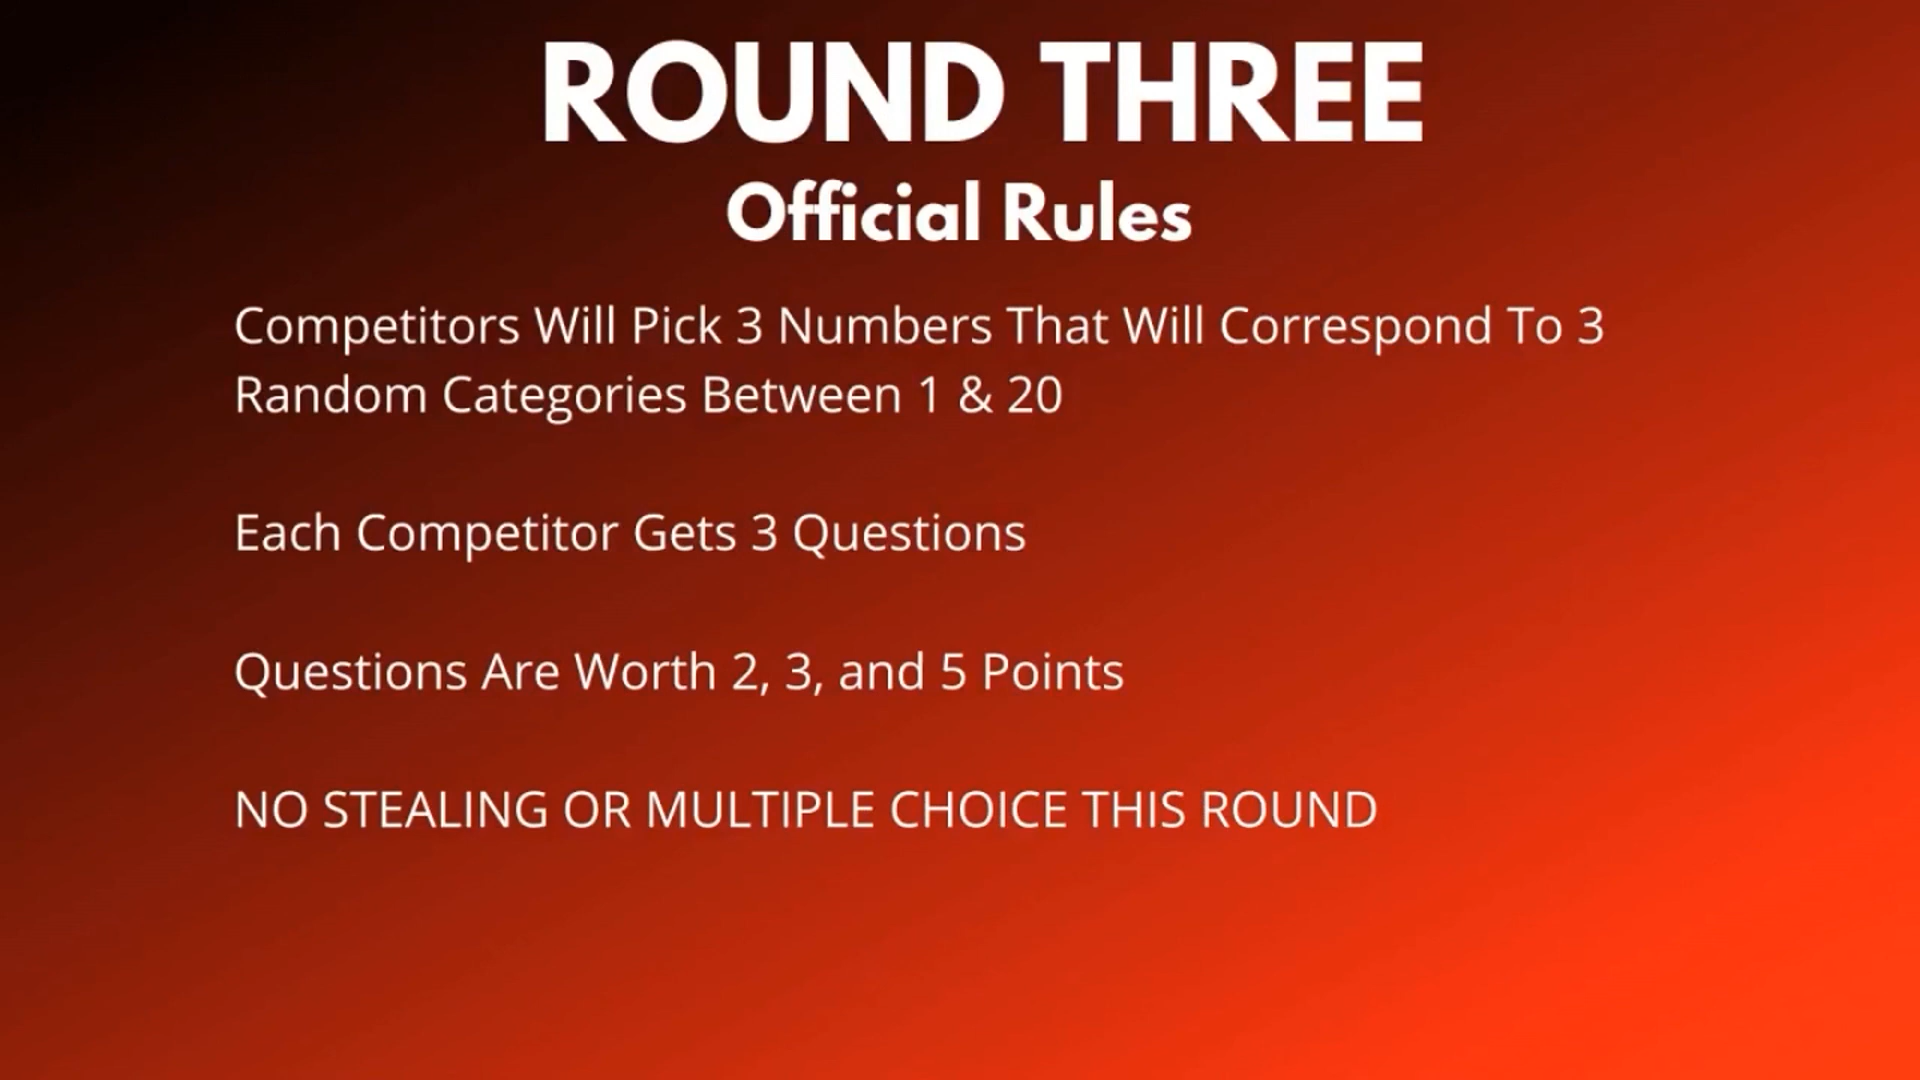 ROUND THREE
Official Rules
Competitors Will Pick 3 Numbers That Will Correspond To 3
Random Categories Between 1 & 20
Each Competitor Gets 3 Questions
Questions Are Worth 2, 3, and 5 Points
NO STEALING OR MULTIPLE CHOICE THIS ROUND